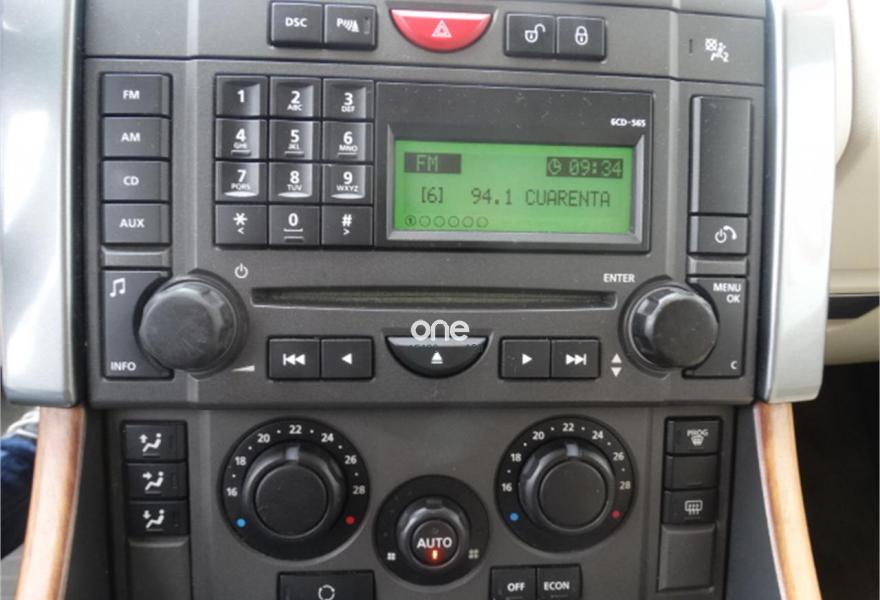 DSC
FM
AM
CD
AUX
INFO
1
2 ABC
3 DEF
4 GHI
5 JKL
6 MNO
7 PQRS
8 TUV
9 WXYZ
* <
0
# >
6CD-565
FM 09:34
[6] 94.1 CUARENTA
1
ENTER
MENU
OK
C
one
16 18 20 22 24 26 28
AUTO
16 18 20 22 24 26 28
PROG
OFF
ECON